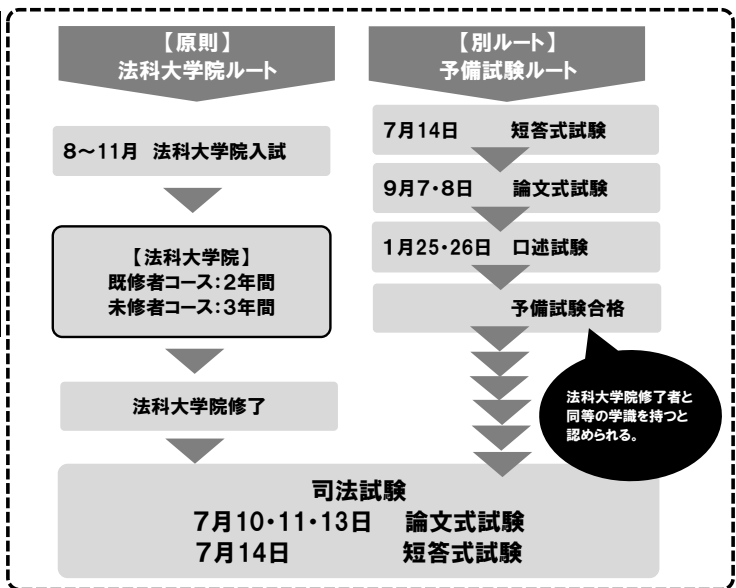 【原則】
法科大学院ルート
8〜11月 法科大学院入試
【法科大学院】
既修者コース：2年間
未修者コース：3年間
法科大学院修了
【別ルート】
予備試験ルート
7月14日 短答式試験
9月7・8日 論文式試験
1月25・26日 口述試験
予備試験合格
法科大学院修了者と
同等の学識を持つと
認められる。
司法試験
7月10・11・13日 論文式試験
7月14日 短答式試験